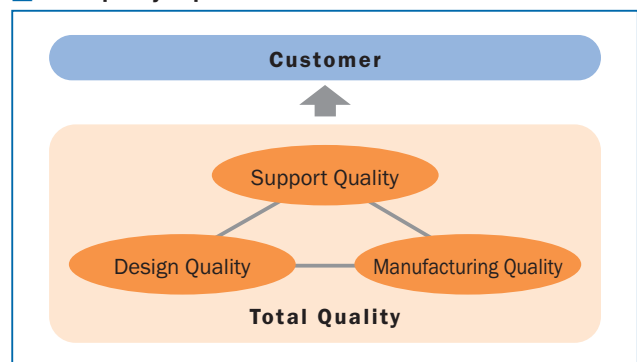 Customer
Support Quality
Design Quality
Manufacturing Quality
Total Quality